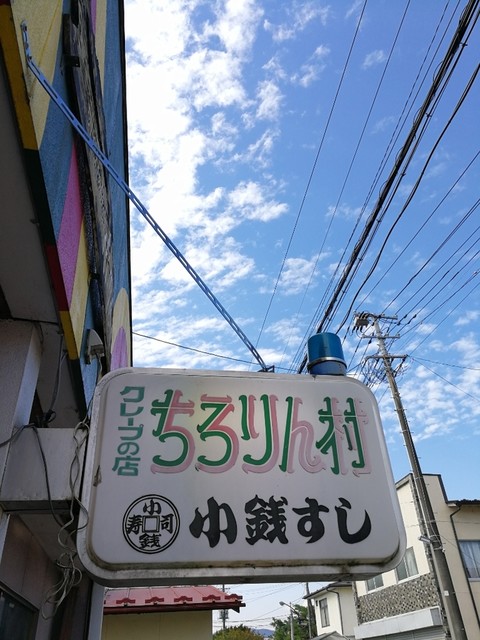 クレープの店
ちろりん村
小
寿司
銭
小銭すし